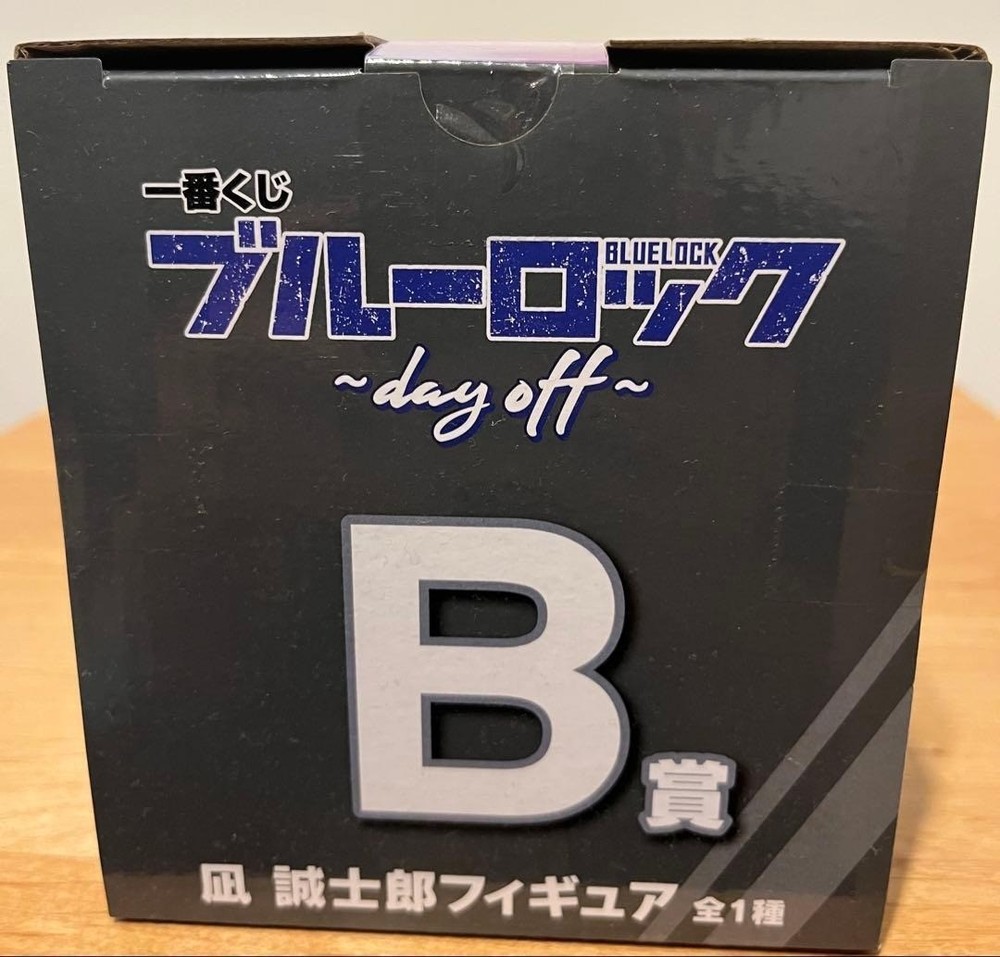 一番くじ
ブルーロック
BLUELOCK
~day off~
B賞
凪 誠士郎フィギュア 全1種